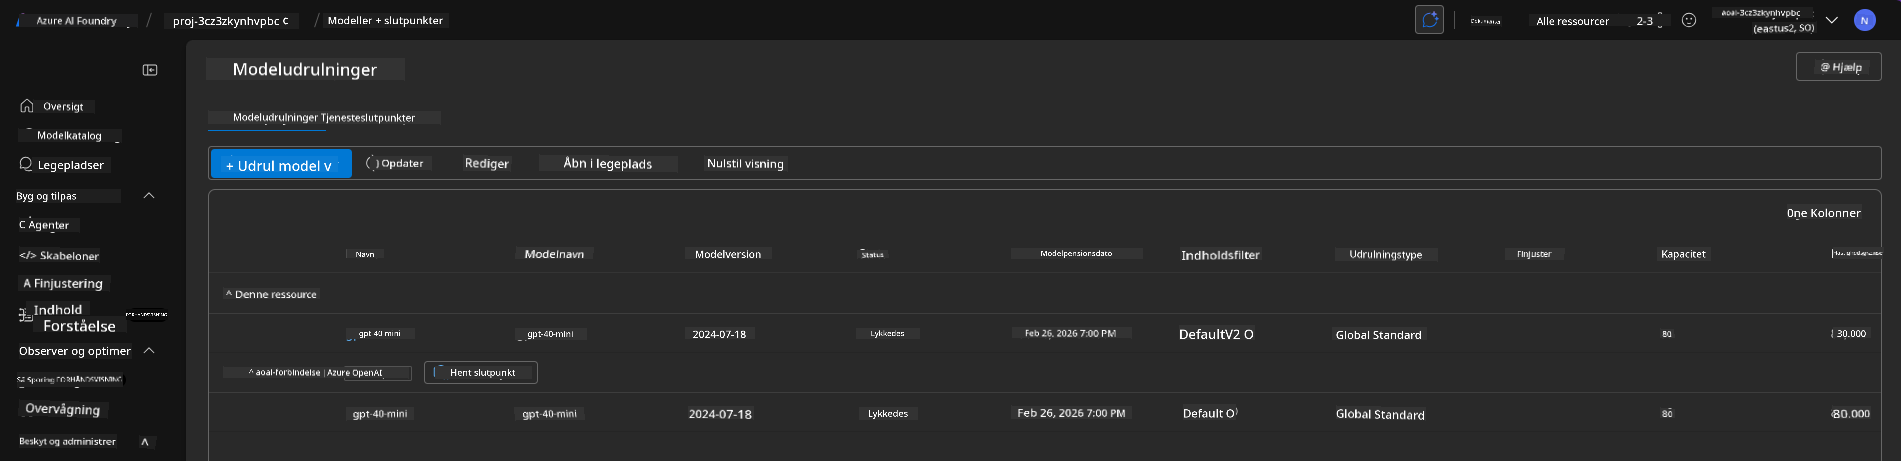 Azure AI Foundry / proj-3cz3zkynhvpbc C / Modeller + slutpunkter
Alle ressourcer 2-3
aoai-3cz3zkynhvpbc
(eastus2, SO)
N
Modeludrulninger
@ Hjælp
Oversigt
Modelkatalog
Legepladser
Byg og tilpas
C Agenter
</> Skabeloner
A Finjustering
Indhold
Forståelse
FORHÅNDSVISNING
Observer og optimer
Sporing FORHÅNDSVISNING
Overvågning
Beskyt og administrer
Modeludrulninger Tjenesteslutpunkter
+ Udrul model v
Opdater
Rediger
Åbn i legeplads
Nulstil visning
0ne Kolonner
Navn Modelnavn Modelversion Status Modelpensionsdato Indholdsfilter Udrulningstype Finjuster Kapacitet
^ Denne ressource
gpt-40-mini gpt-40-mini 2024-07-18 Lykkedes Feb 26, 2026 7:00 PM DefaultV2 O Global Standard 80 30.000
^ aoai-forbindelse | Azure OpenAI Hent slutpunkt
gpt-40-mini gpt-40-mini 2024-07-18 Lykkedes Feb 26, 2026 7:00 PM Default O Global Standard 80 80.000